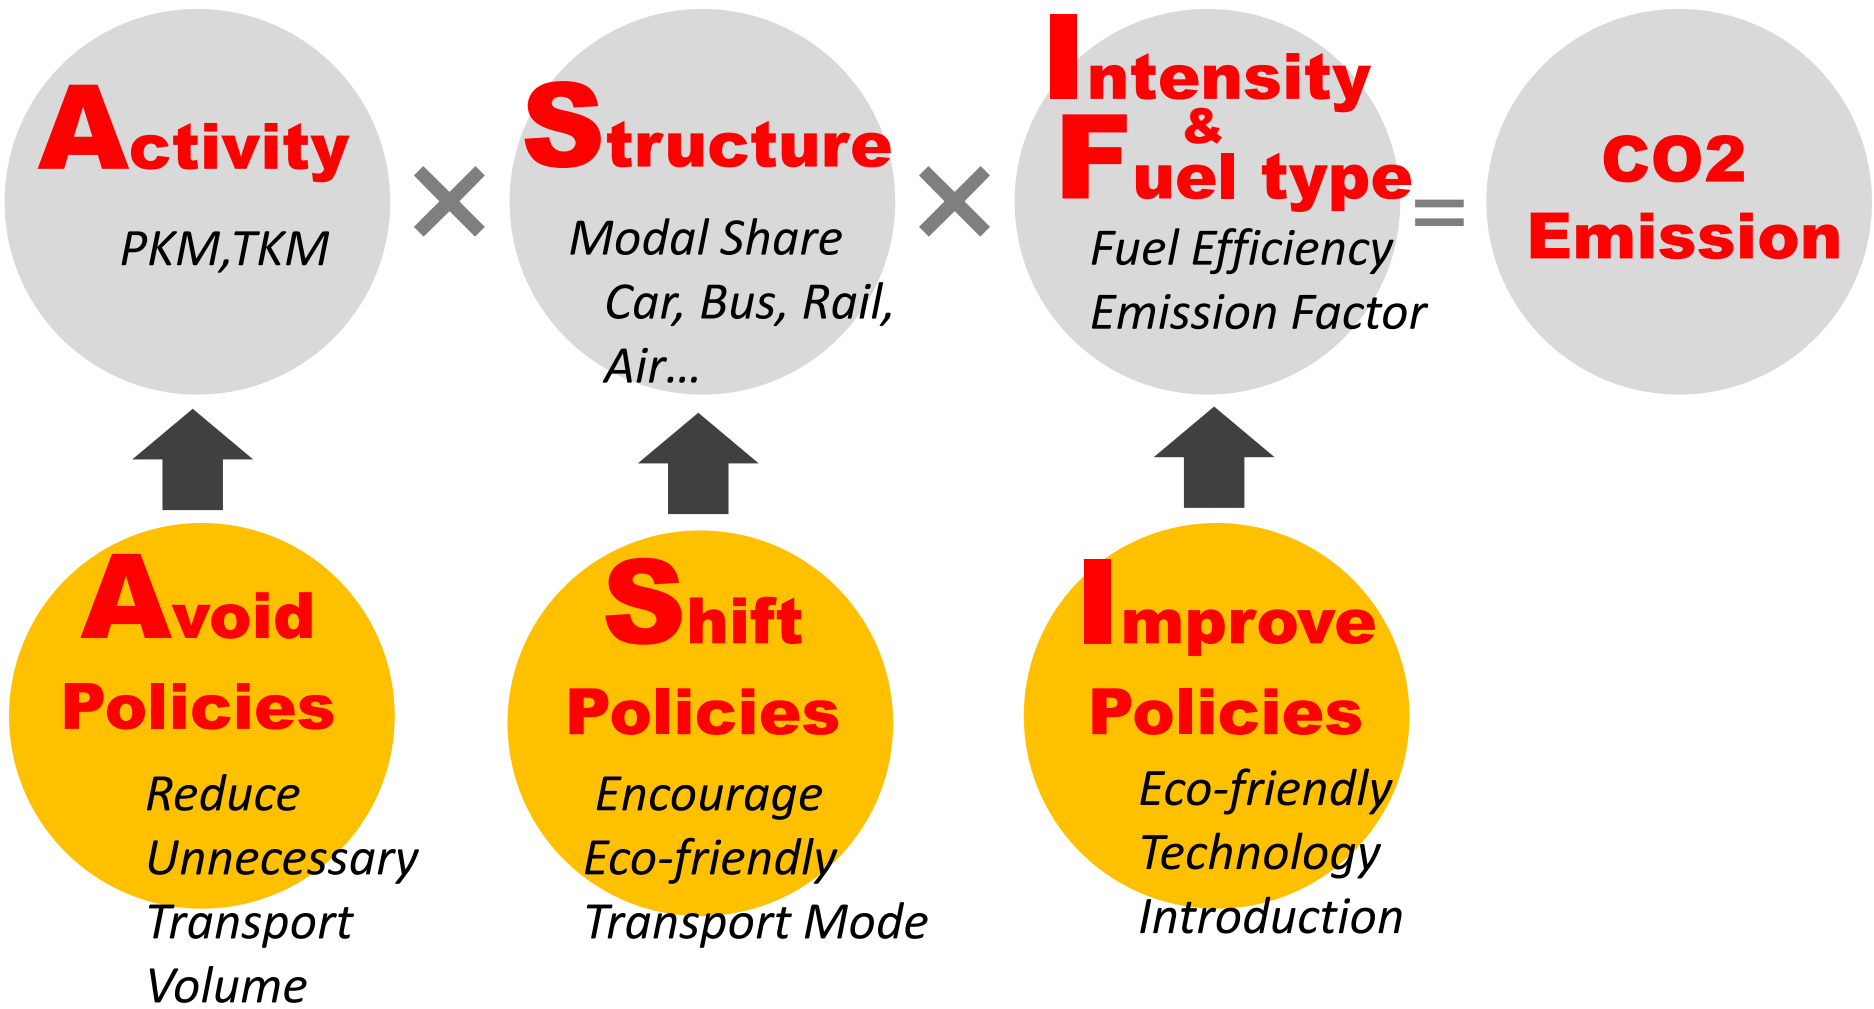 Activity
PKM,TKM
×
Structure
Modal Share
Car, Bus, Rail,
Air...
×
Intensity
&
Fuel type
Fuel Efficiency
Emission Factor
=
CO2
Emission
Avoid
Policies
Reduce
Unnecessary
Transport
Volume
Shift
Policies
Encourage
Eco-friendly
Transport Mode
Improve
Policies
Eco-friendly
Technology
Introduction